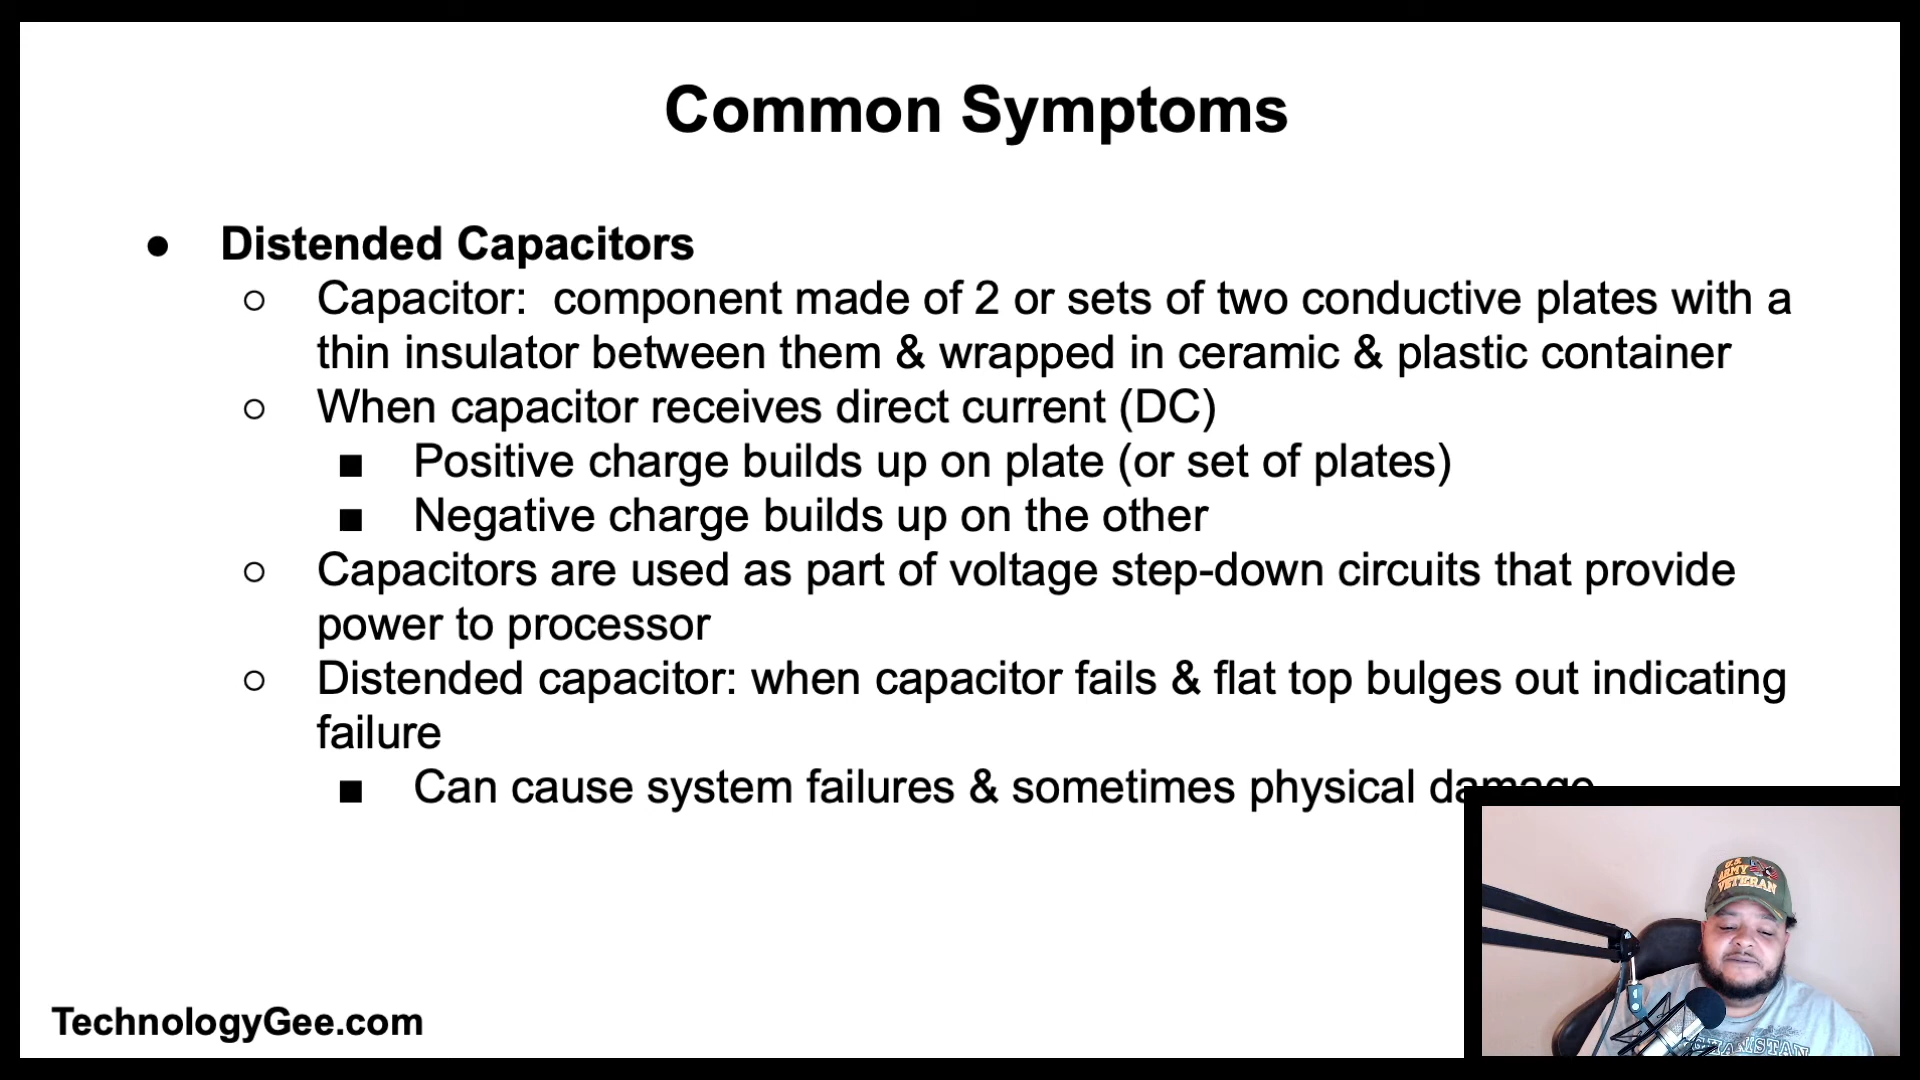 Common Symptoms
● Distended Capacitors
○ Capacitor:  component made of 2 or sets of two conductive plates with a
thin insulator between them & wrapped in ceramic & plastic container
○ When capacitor receives direct current (DC)
■ Positive charge builds up on plate (or set of plates)
■ Negative charge builds up on the other
○ Capacitors are used as part of voltage step-down circuits that provide
power to processor
○ Distended capacitor: when capacitor fails & flat top bulges out indicating
failure
■ Can cause system failures & sometimes physical damage
U.S.
ARMY
VETERAN
TechnologyGee.com